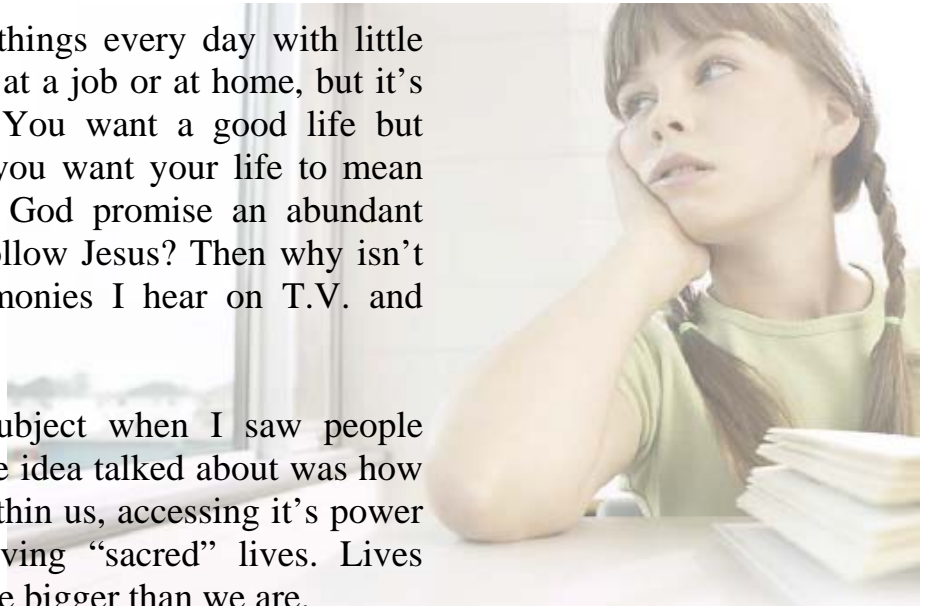 things every day with little
at a job or at home, but it’s
You want a good life but
you want your life to mean
God promise an abundant
ollow Jesus? Then why isn’t
monies I hear on T.V. and
ubject when I saw people
e idea talked about was how
thin us, accessing it’s power
ving “sacred” lives. Lives
e bigger than we are.